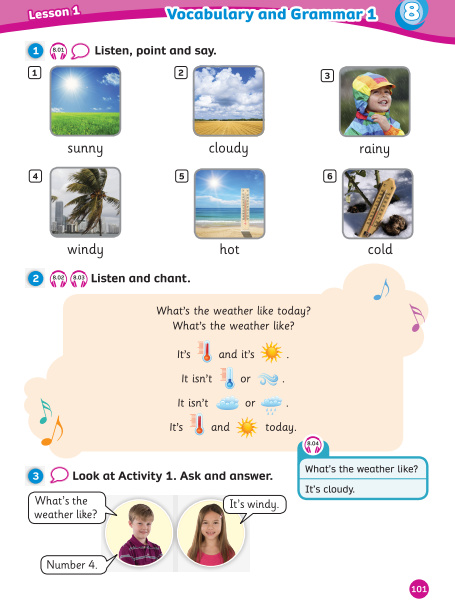 Lesson 1
Vocabulary and Grammar 1
8
1 8.01 Listen, point and say.
1
2
3
sunny
cloudy
rainy
4
5
6
windy
hot
cold
2 8.02 8.03 Listen and chant.
What's the weather like today?
What's the weather like?
It's and it's .
It isn't or .
It isn't or .
It's and today.
8.04
What's the weather like?
It's cloudy.
3 Look at Activity 1. Ask and answer.
What's the
weather like?
It's windy.
Number 4.
101